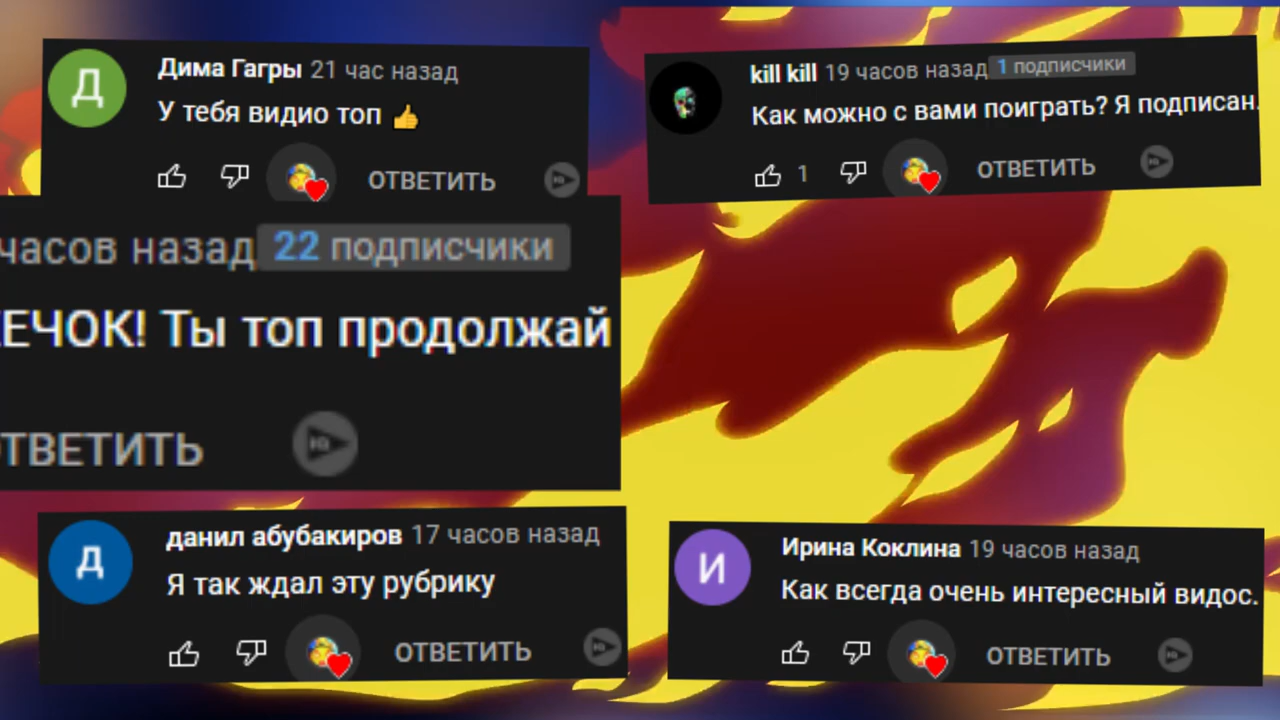 Д
Дима Гагры 21 час назад
У тебя видио топ 👍
ОТВЕТИТЬ
kill kill 19 часов назад 1 подписчики
Как можно с вами поиграть? Я подписан.
1
ОТВЕТИТЬ
часов назад 22 подписчики
ЕЧОК! Ты топ продолжай
ТВЕТИТЬ
Д
данил абубакиров 17 часов назад
Я так ждал эту рубрику
ОТВЕТИТЬ
И
Ирина Коклина 19 часов назад
Как всегда очень интересный видос.
ОТВЕТИТЬ